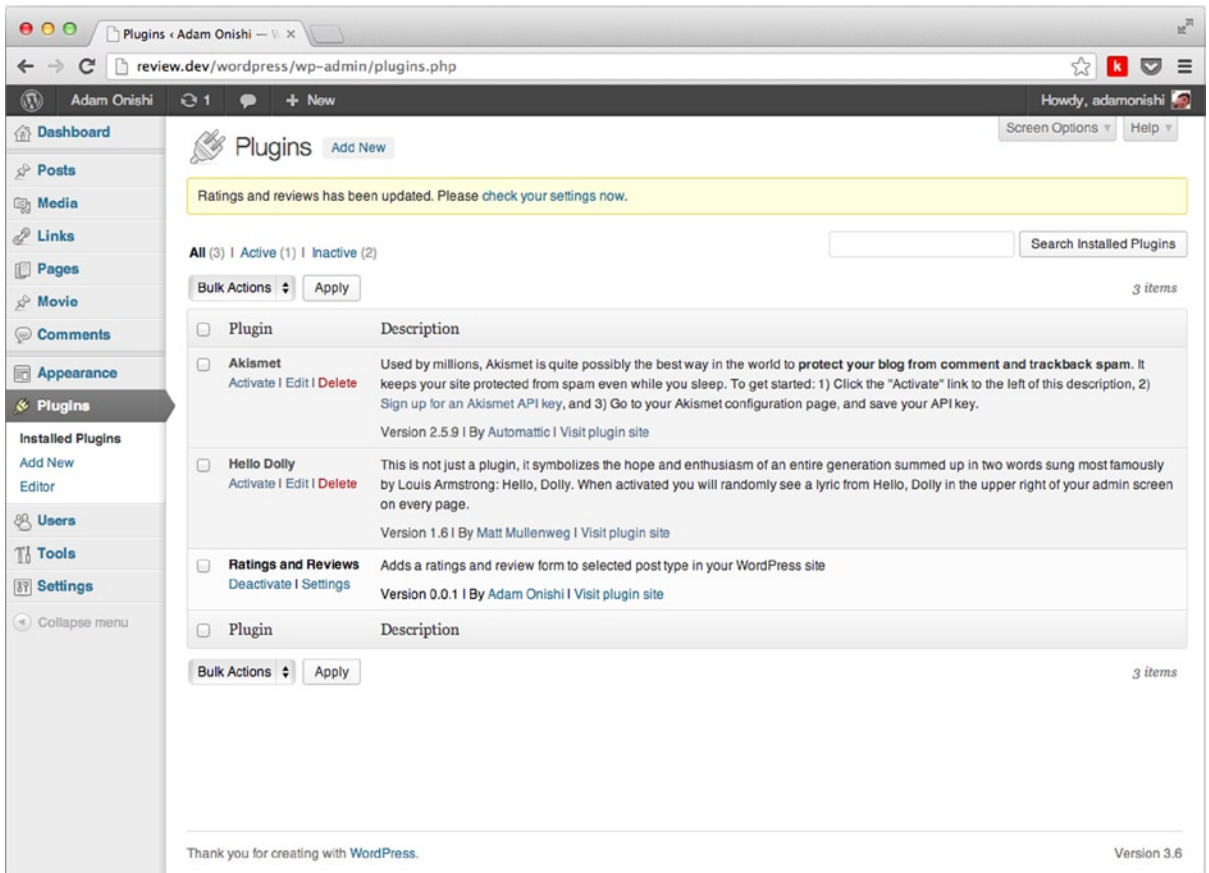 Plugins ‹ Adam Onishi — W
review.dev/wordpress/wp-admin/plugins.php
k
Adam Onishi 1 + New Howdy, adamonishi
Screen Options Help
Dashboard
Posts
Media
Links
Pages
Movie
Comments
Appearance
Plugins
Installed Plugins
Add New
Editor
Users
Tools
Settings
Collapse menu
Plugins Add New
Ratings and reviews has been updated. Please check your settings now.
All (3) | Active (1) | Inactive (2)
Search Installed Plugins
Bulk Actions Apply 3 items
Plugin Description
Akismet
Activate | Edit | Delete
Used by millions, Akismet is quite possibly the best way in the world to protect your blog from comment and trackback spam. It
keeps your site protected from spam even while you sleep. To get started: 1) Click the "Activate" link to the left of this description, 2)
Sign up for an Akismet API key, and 3) Go to your Akismet configuration page, and save your API key.
Version 2.5.9 | By Automattic | Visit plugin site
Hello Dolly
Activate | Edit | Delete
This is not just a plugin, it symbolizes the hope and enthusiasm of an entire generation summed up in two words sung most famously
by Louis Armstrong: Hello, Dolly. When activated you will randomly see a lyric from Hello, Dolly in the upper right of your admin screen
on every page.
Version 1.6 | By Matt Mullenweg | Visit plugin site
Ratings and Reviews
Deactivate | Settings
Adds a ratings and review form to selected post type in your WordPress site
Version 0.0.1 | By Adam Onishi | Visit plugin site
Plugin Description
Bulk Actions Apply 3 items
Thank you for creating with WordPress. Version 3.6